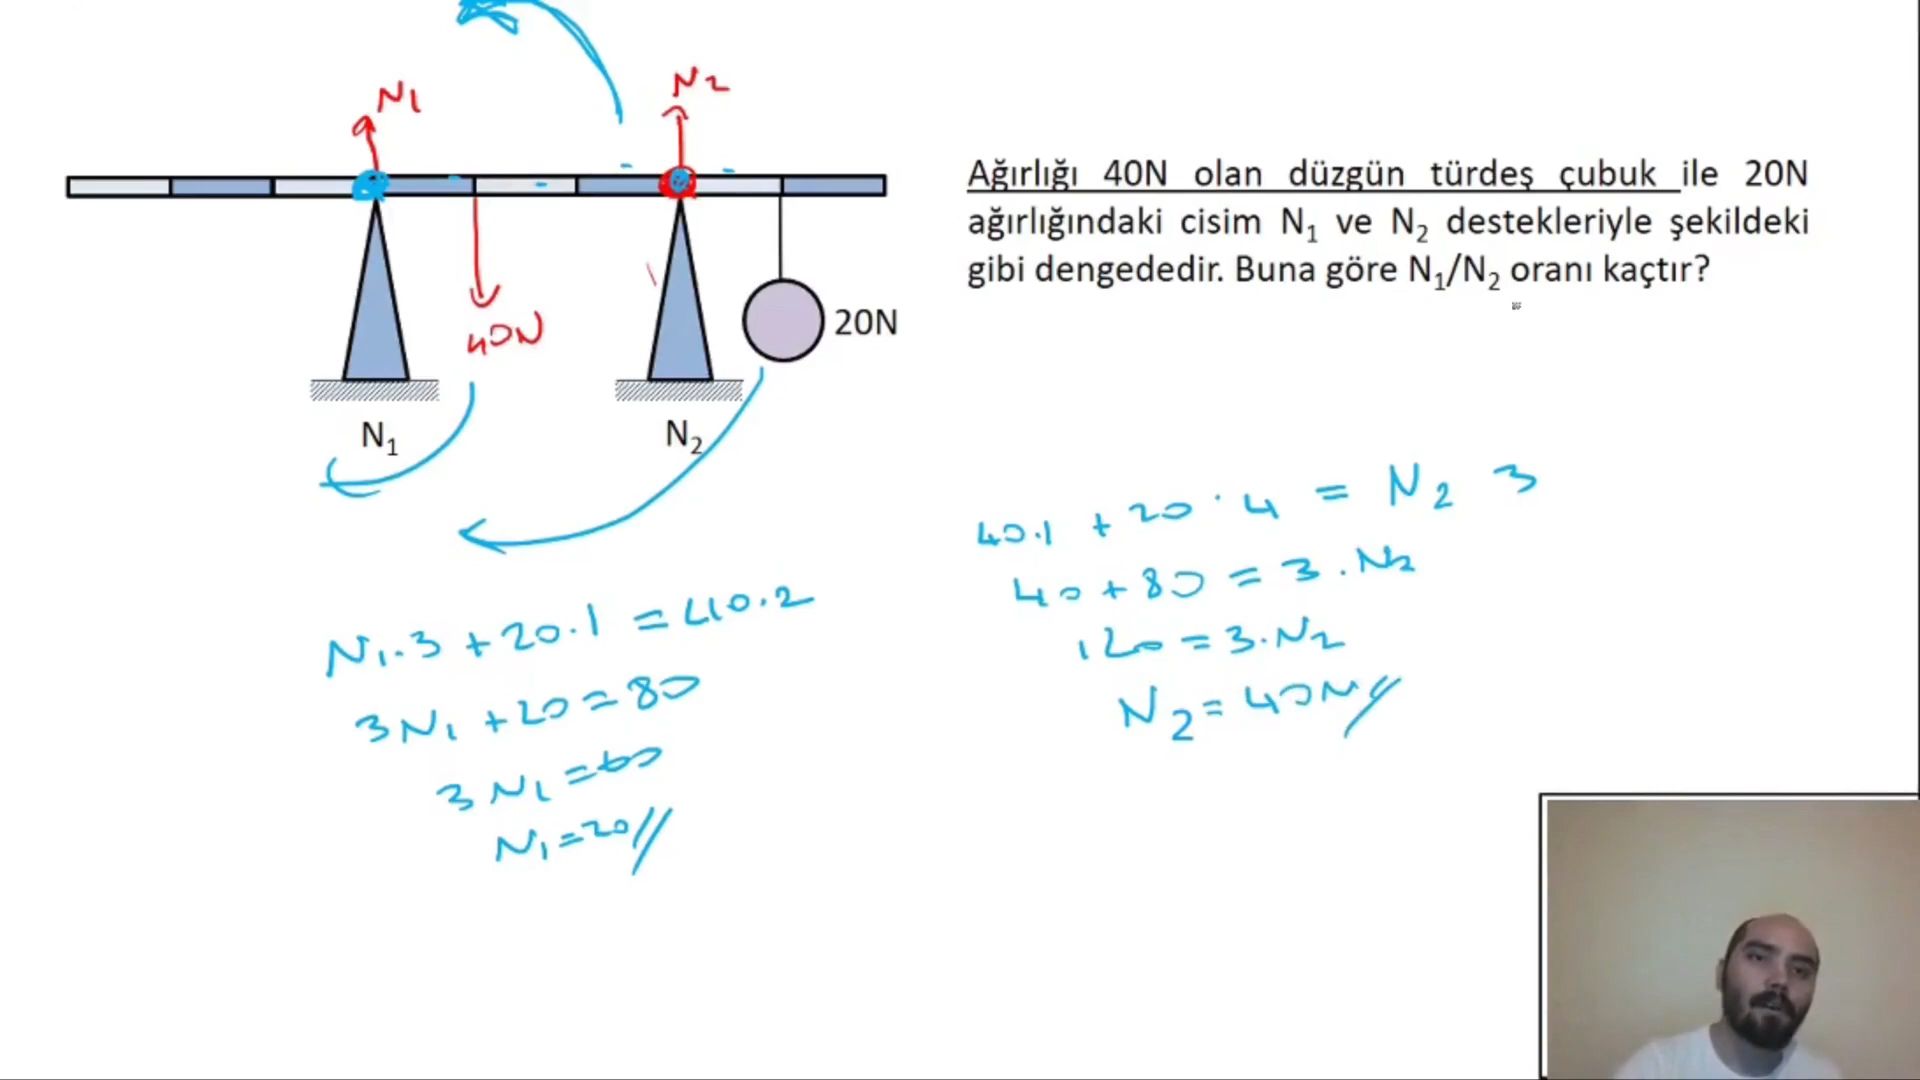 N1
N2
40N
20N
N₁
N₂
Ağırlığı 40N olan düzgün türdeş çubuk ile 20N
ağırlığındaki cisim N₁ ve N₂ destekleriyle şekildeki
gibi dengededir. Buna göre N₁/N₂ oranı kaçtır?
N₁.3 + 20.1 = 40.2
3N₁ + 20 = 80
3N₁ = 60
N₁ = 20//
40.1 + 20.4 = N₂ 3
40 + 80 = 3.N₂
120 = 3.N₂
N₂ = 40N//